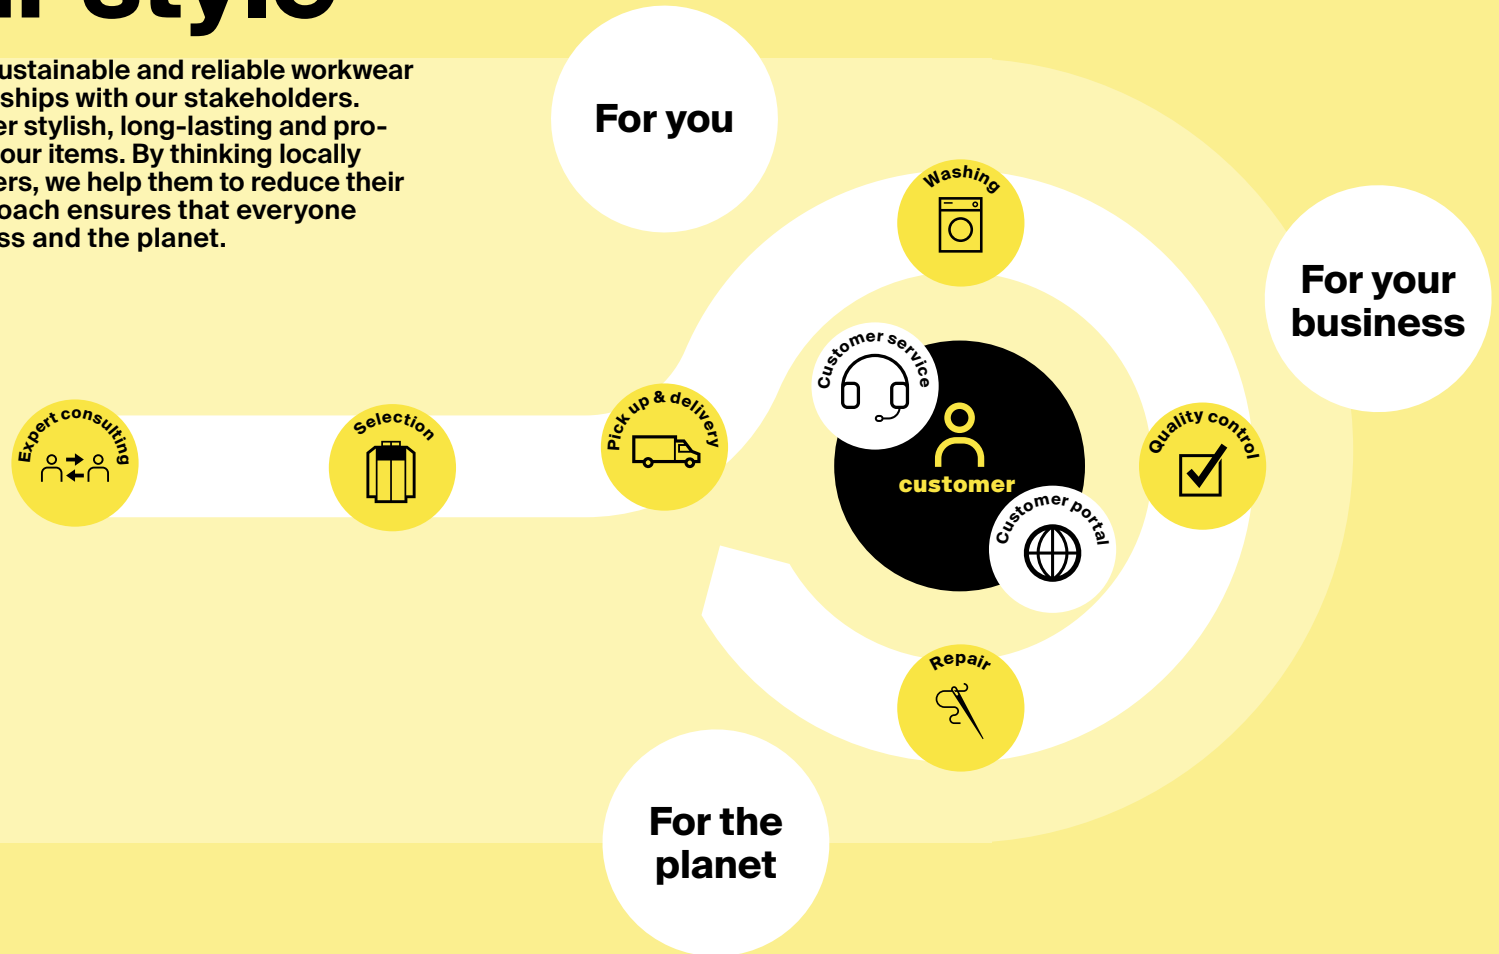 style
ustainable and reliable workwear
ships with our stakeholders.
er stylish, long-lasting and pro-
our items. By thinking locally
ers, we help them to reduce their
oach ensures that everyone
ss and the planet.
For you
Washing
For your
business
Customer service
Expert consulting
Selection
Pick up & delivery
Quality control
customer
Customer portal
Repair
For the
planet